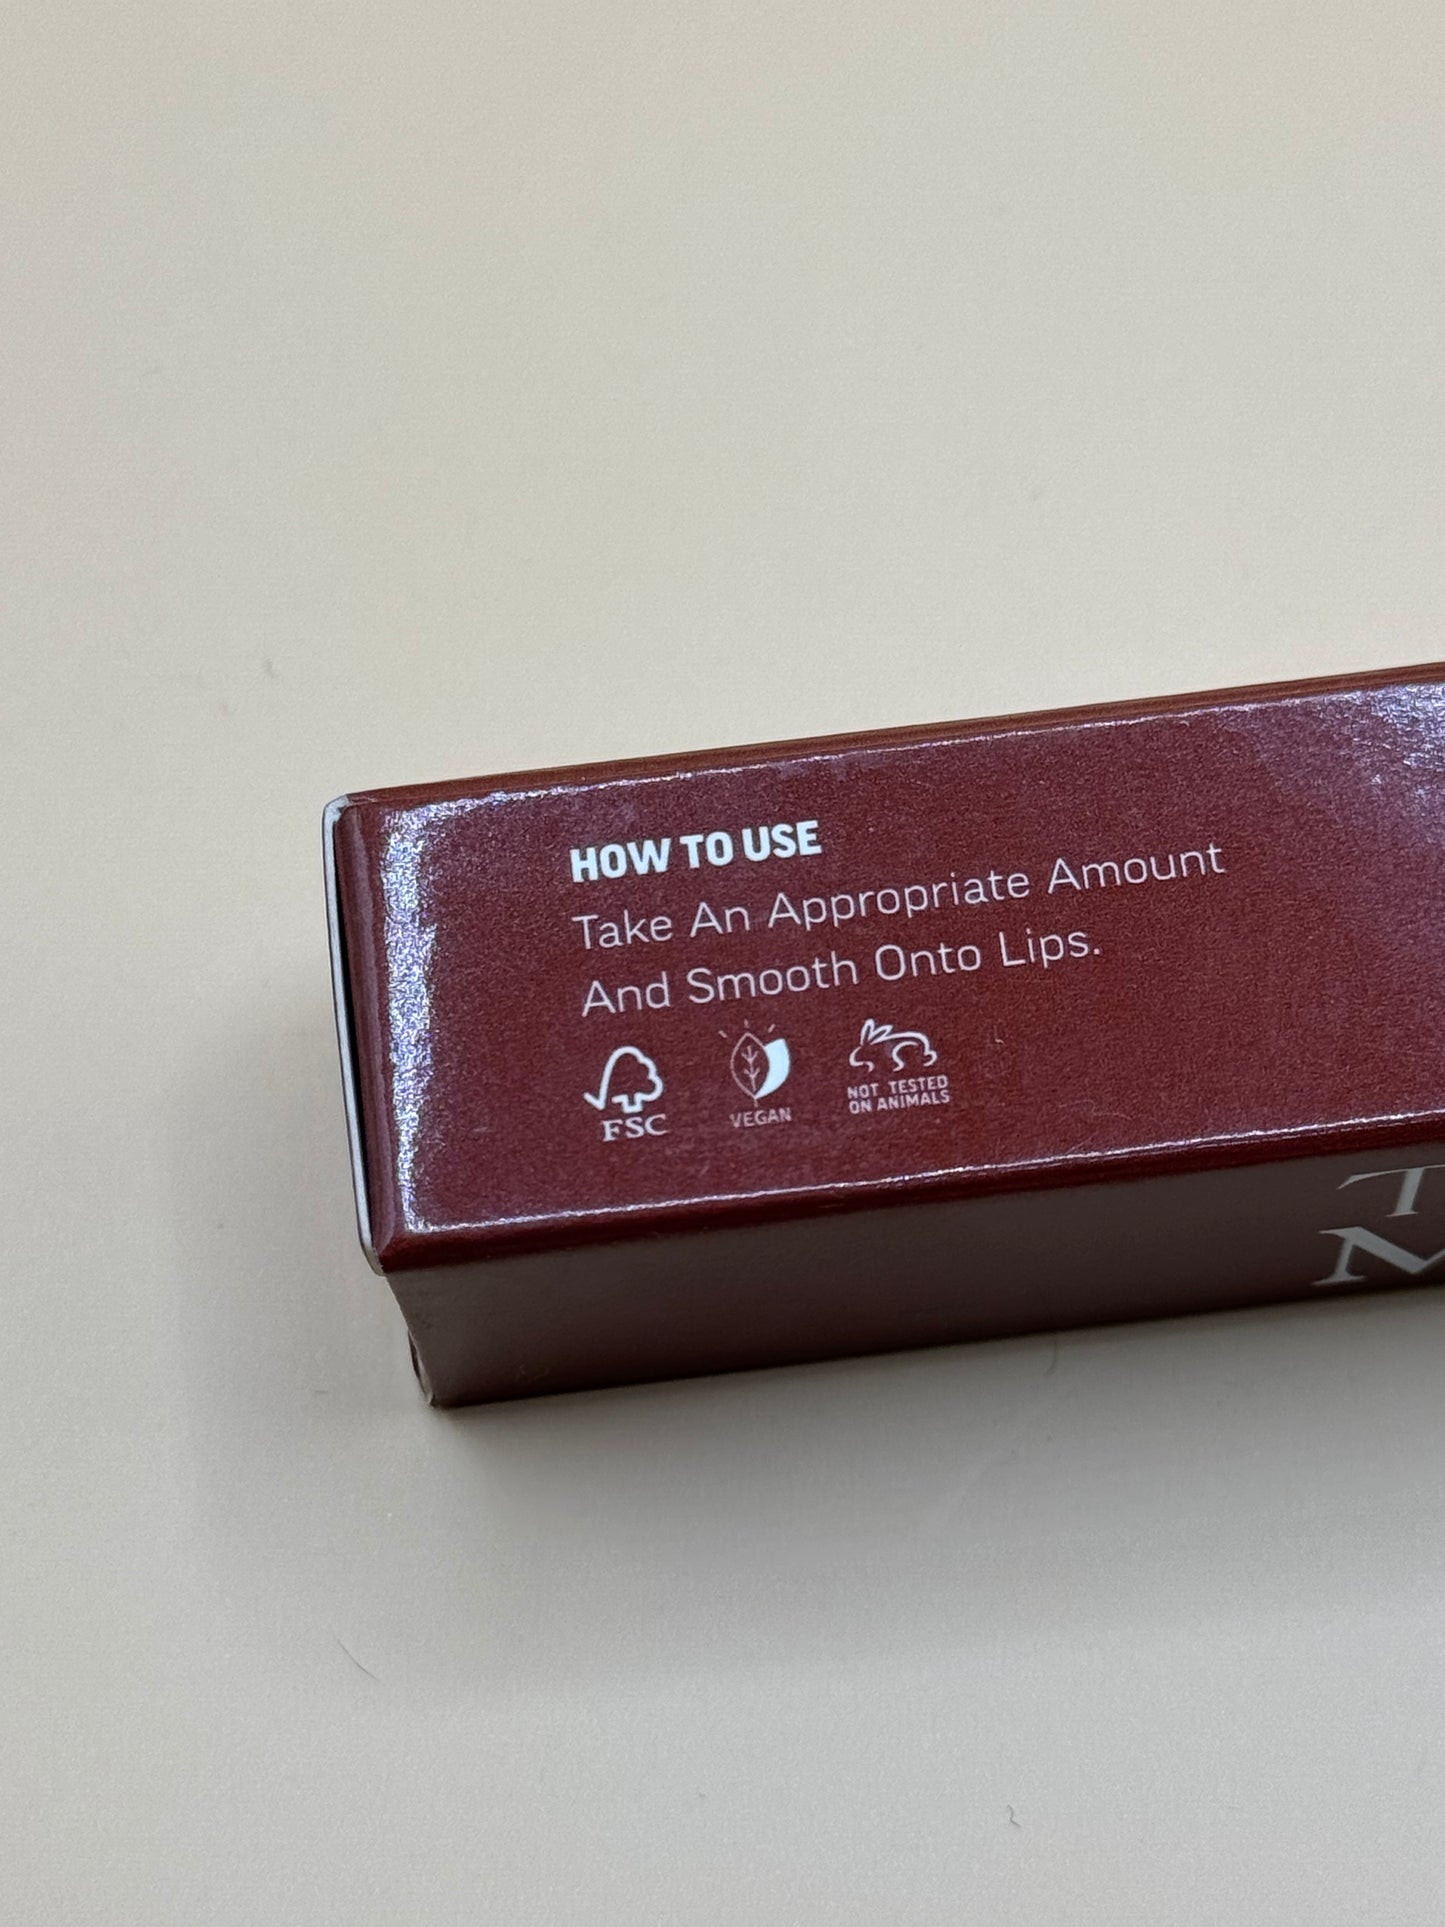 HOW TO USE
Take An Appropriate Amount
And Smooth Onto Lips.
FSC
VEGAN
NOT TESTED
ON ANIMALS
T
M